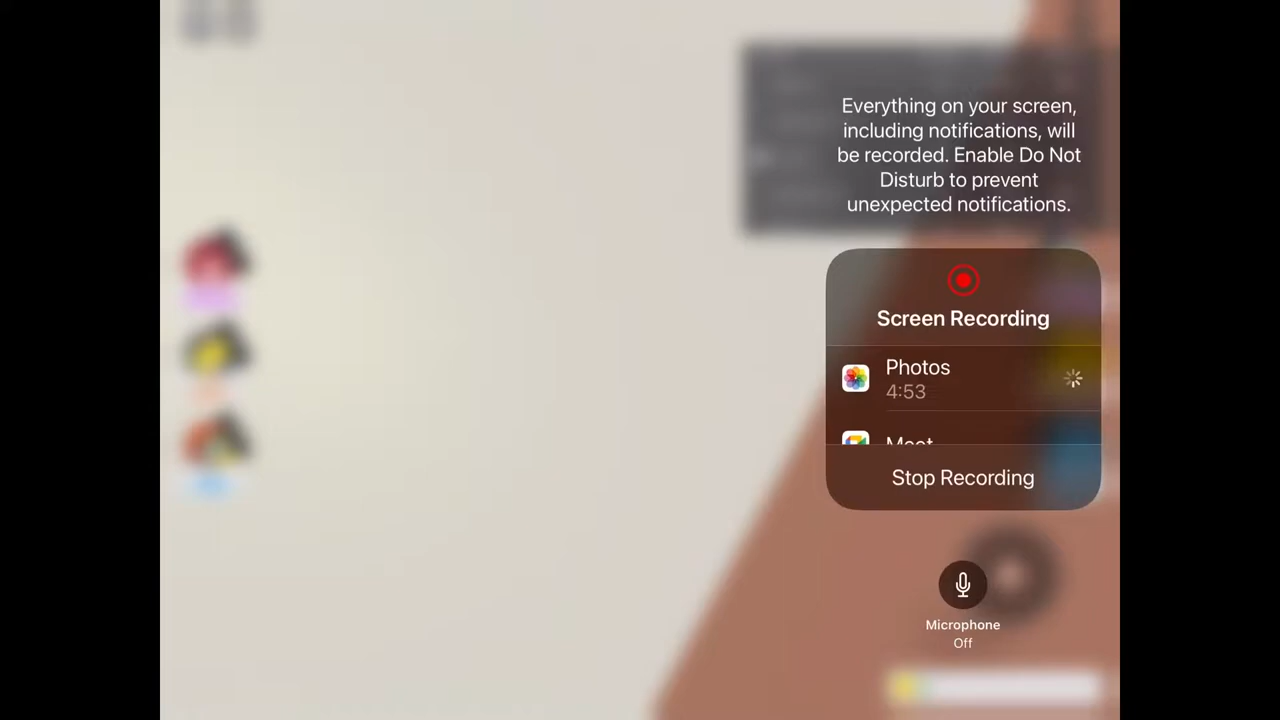 Everything on your screen,
including notifications, will
be recorded. Enable Do Not
Disturb to prevent
unexpected notifications.
Screen Recording
Photos
4:53
Meet
Stop Recording
Microphone
Off